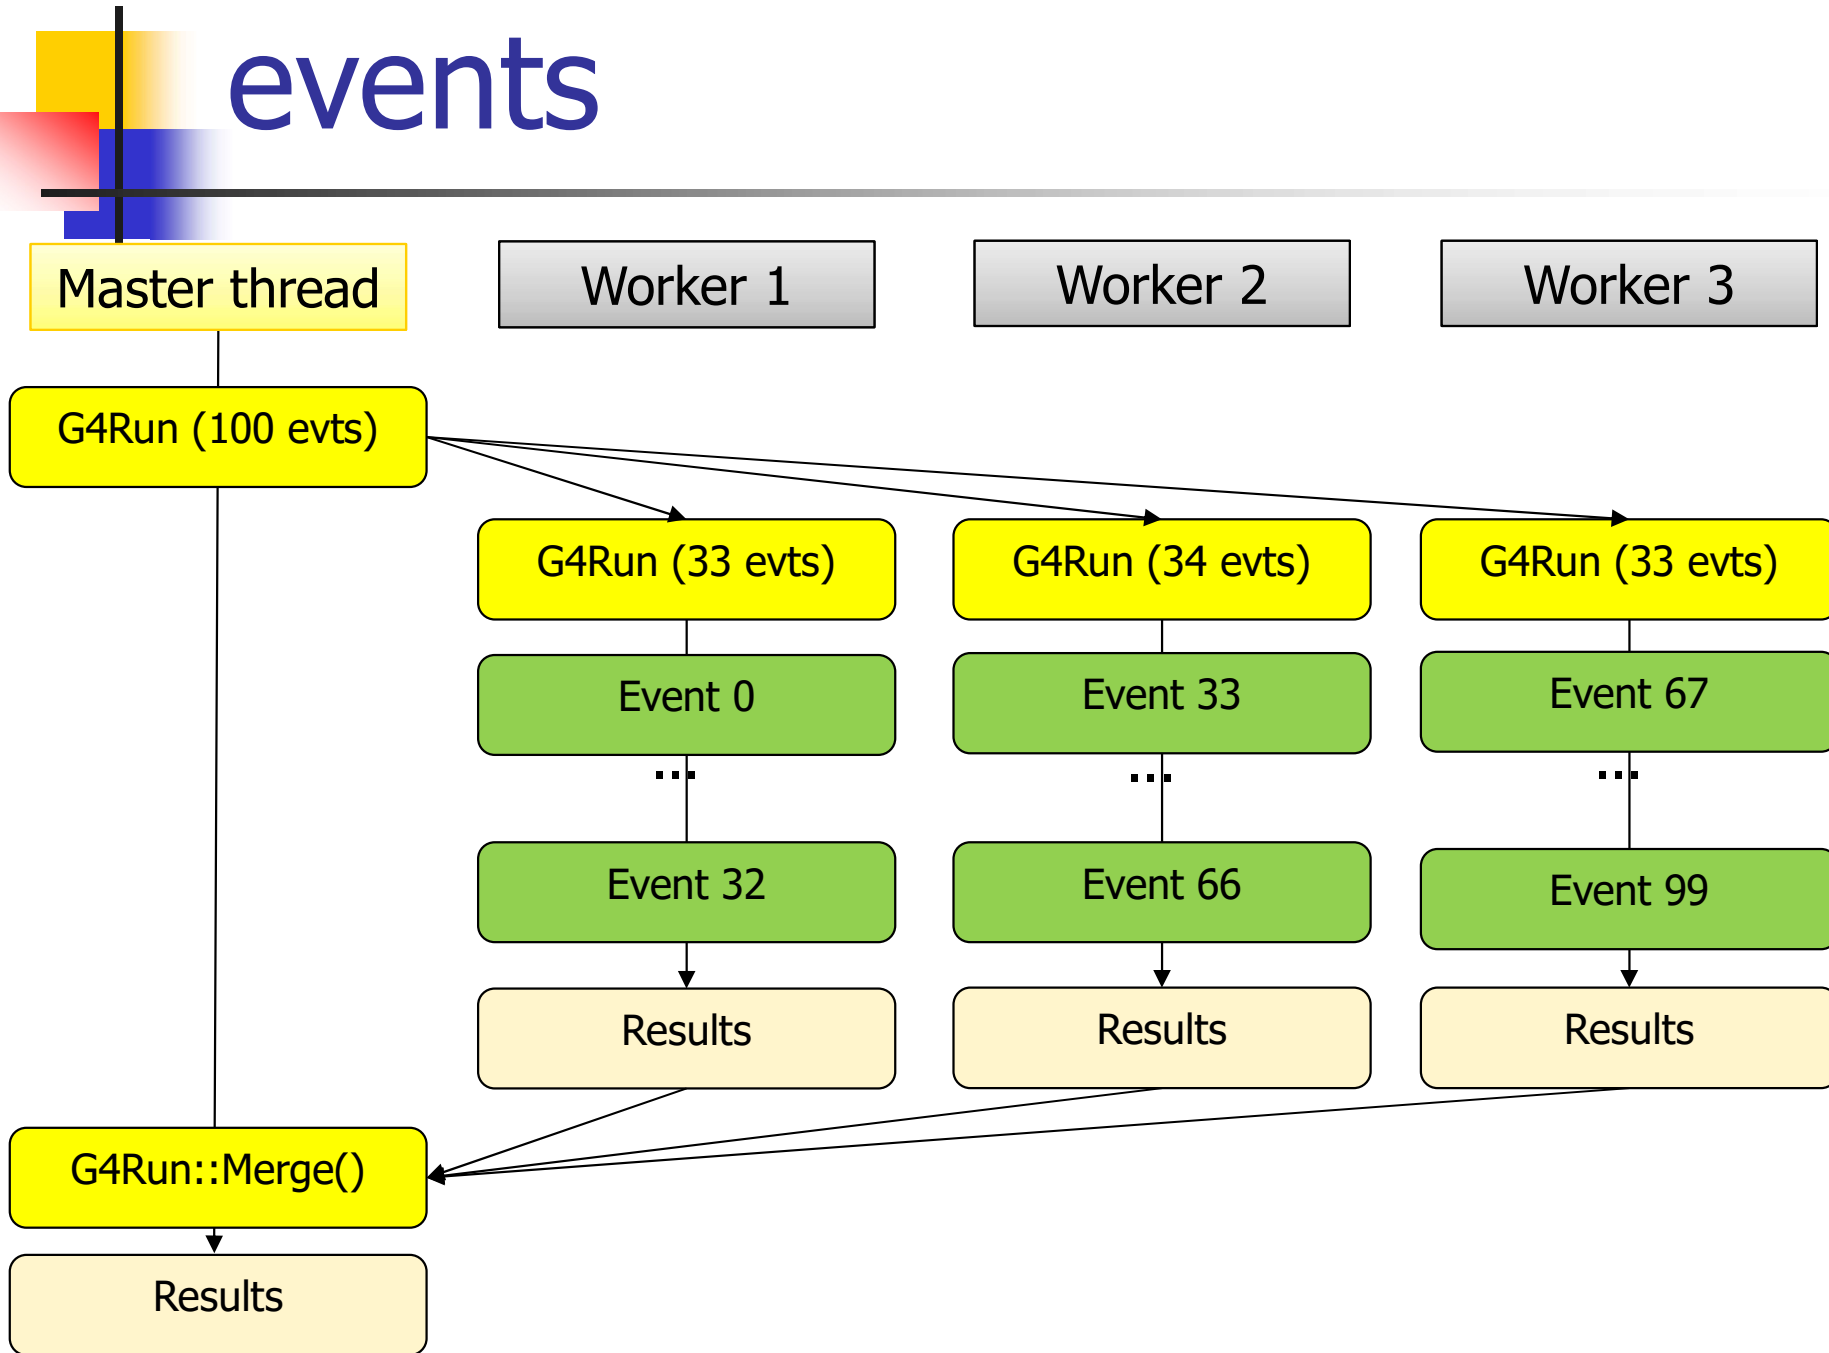 events
Master thread
Worker 1
Worker 2
Worker 3
G4Run (100 evts)
G4Run (33 evts)
G4Run (34 evts)
G4Run (33 evts)
Event 0
Event 33
Event 67
...
...
...
Event 32
Event 66
Event 99
Results
Results
Results
G4Run::Merge()
Results